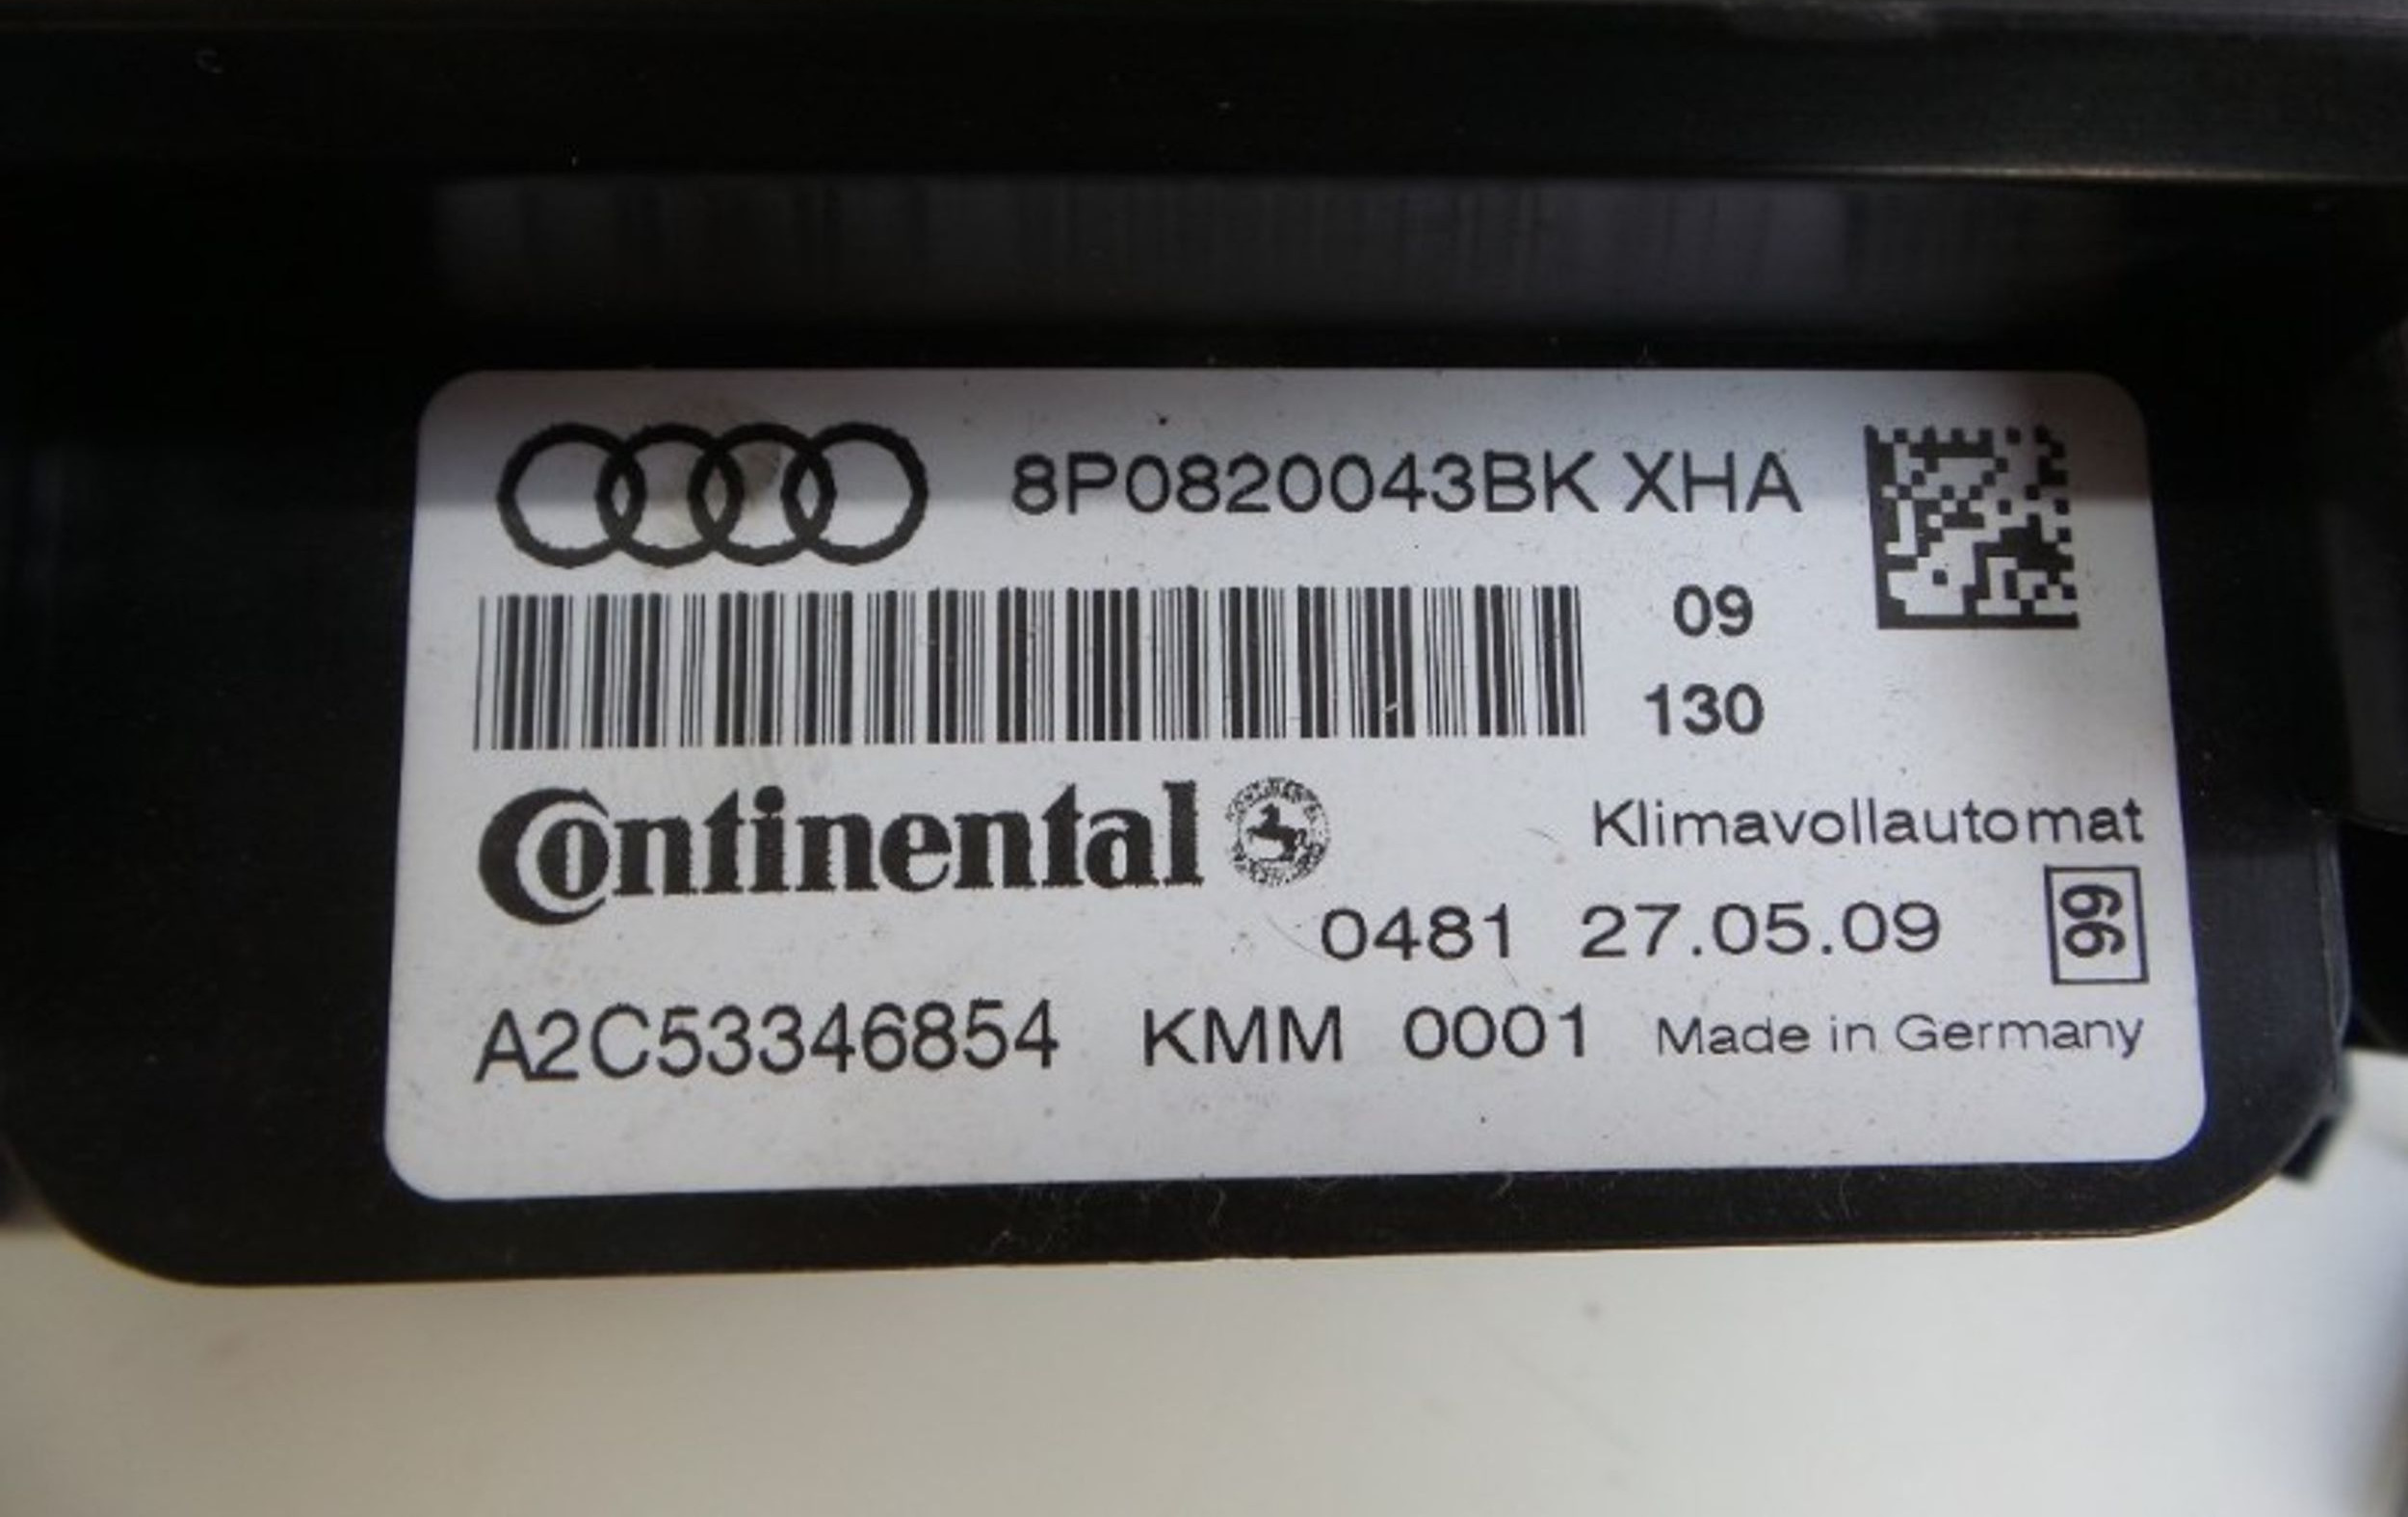 8P0820043BK XHA
09
130
Continental
Klimavollautomat
0481 27.05.09
99
A2C53346854 KMM 0001 Made in Germany